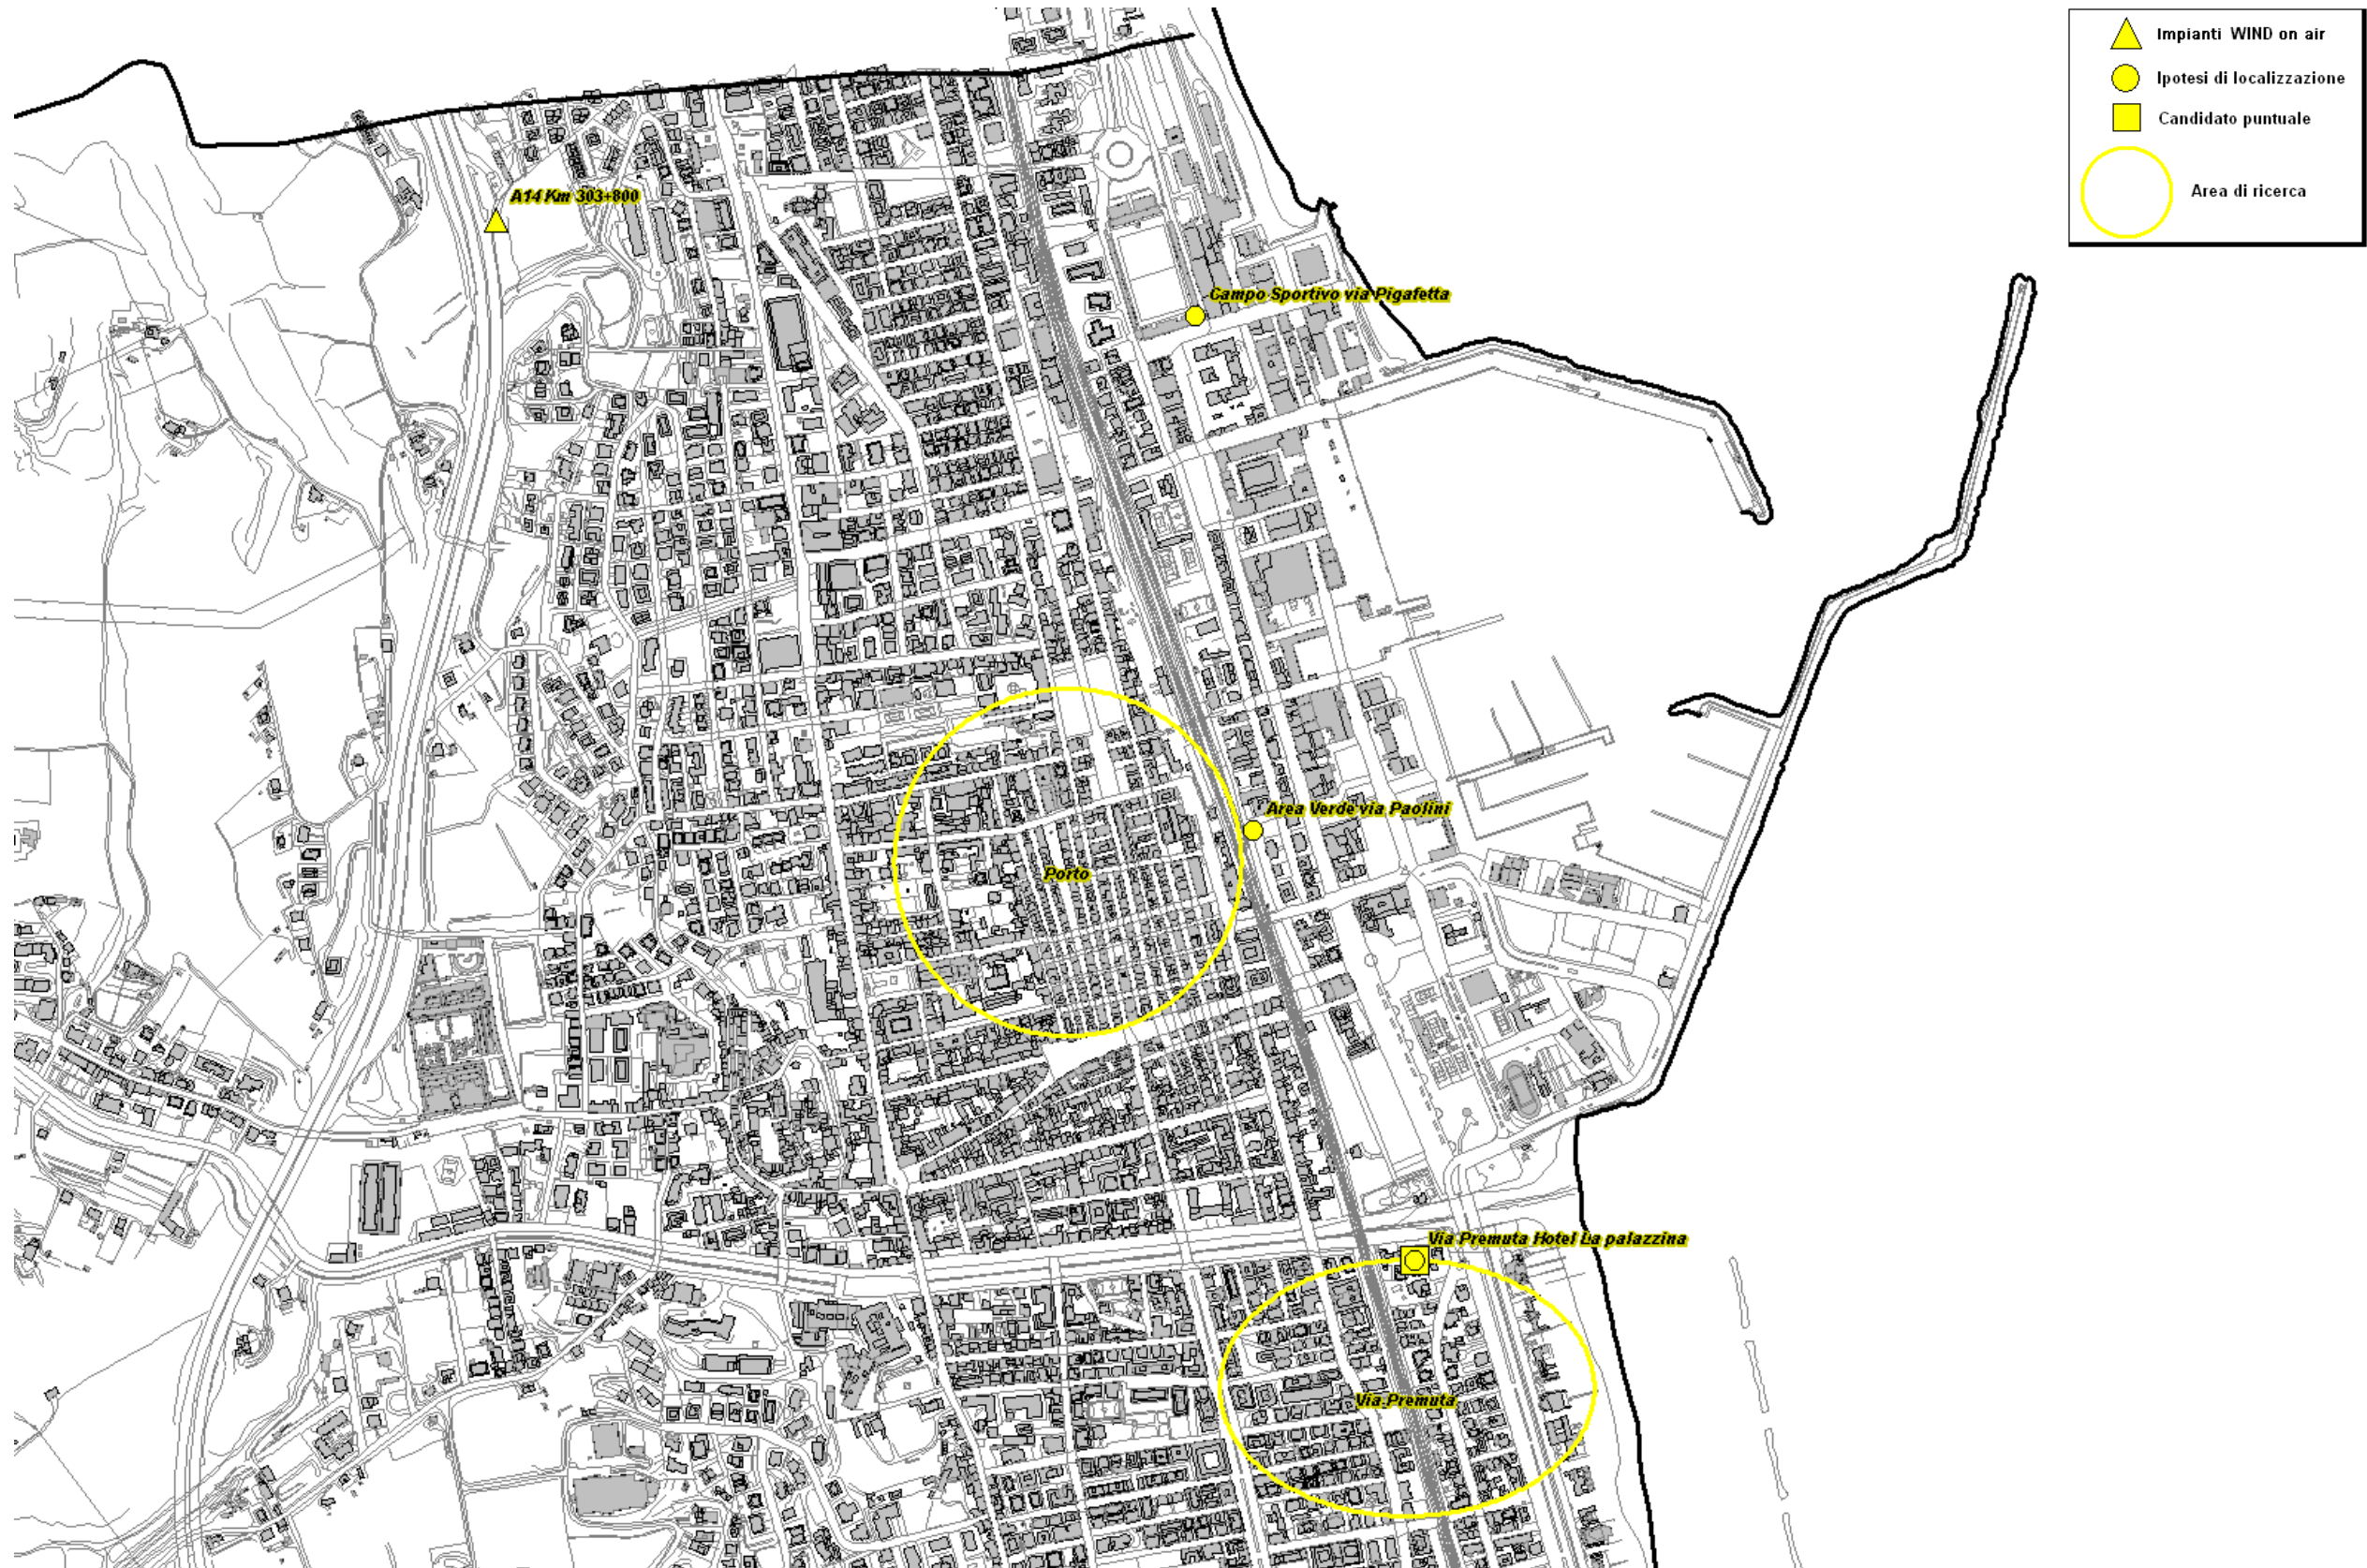 Impianti WIND on air
Ipotesi di localizzazione
Candidato puntuale
Area di ricerca
A14 Km 303+800
Campo Sportivo via Pigafetta
Area Verde via Paolini
Porto
Via Premuta Hotel La palazzina
Via Premuta